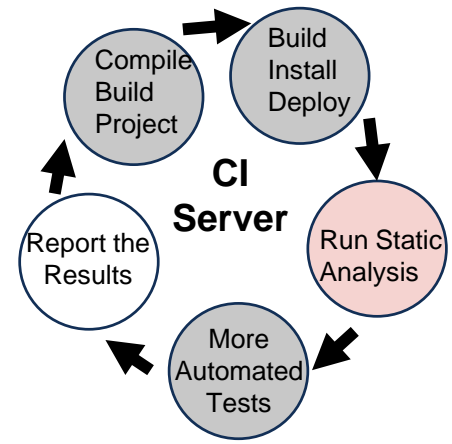 Compile
Build
Project
Build
Install
Deploy
CI
Server
Run Static
Analysis
More
Automated
Tests
Report the
Results